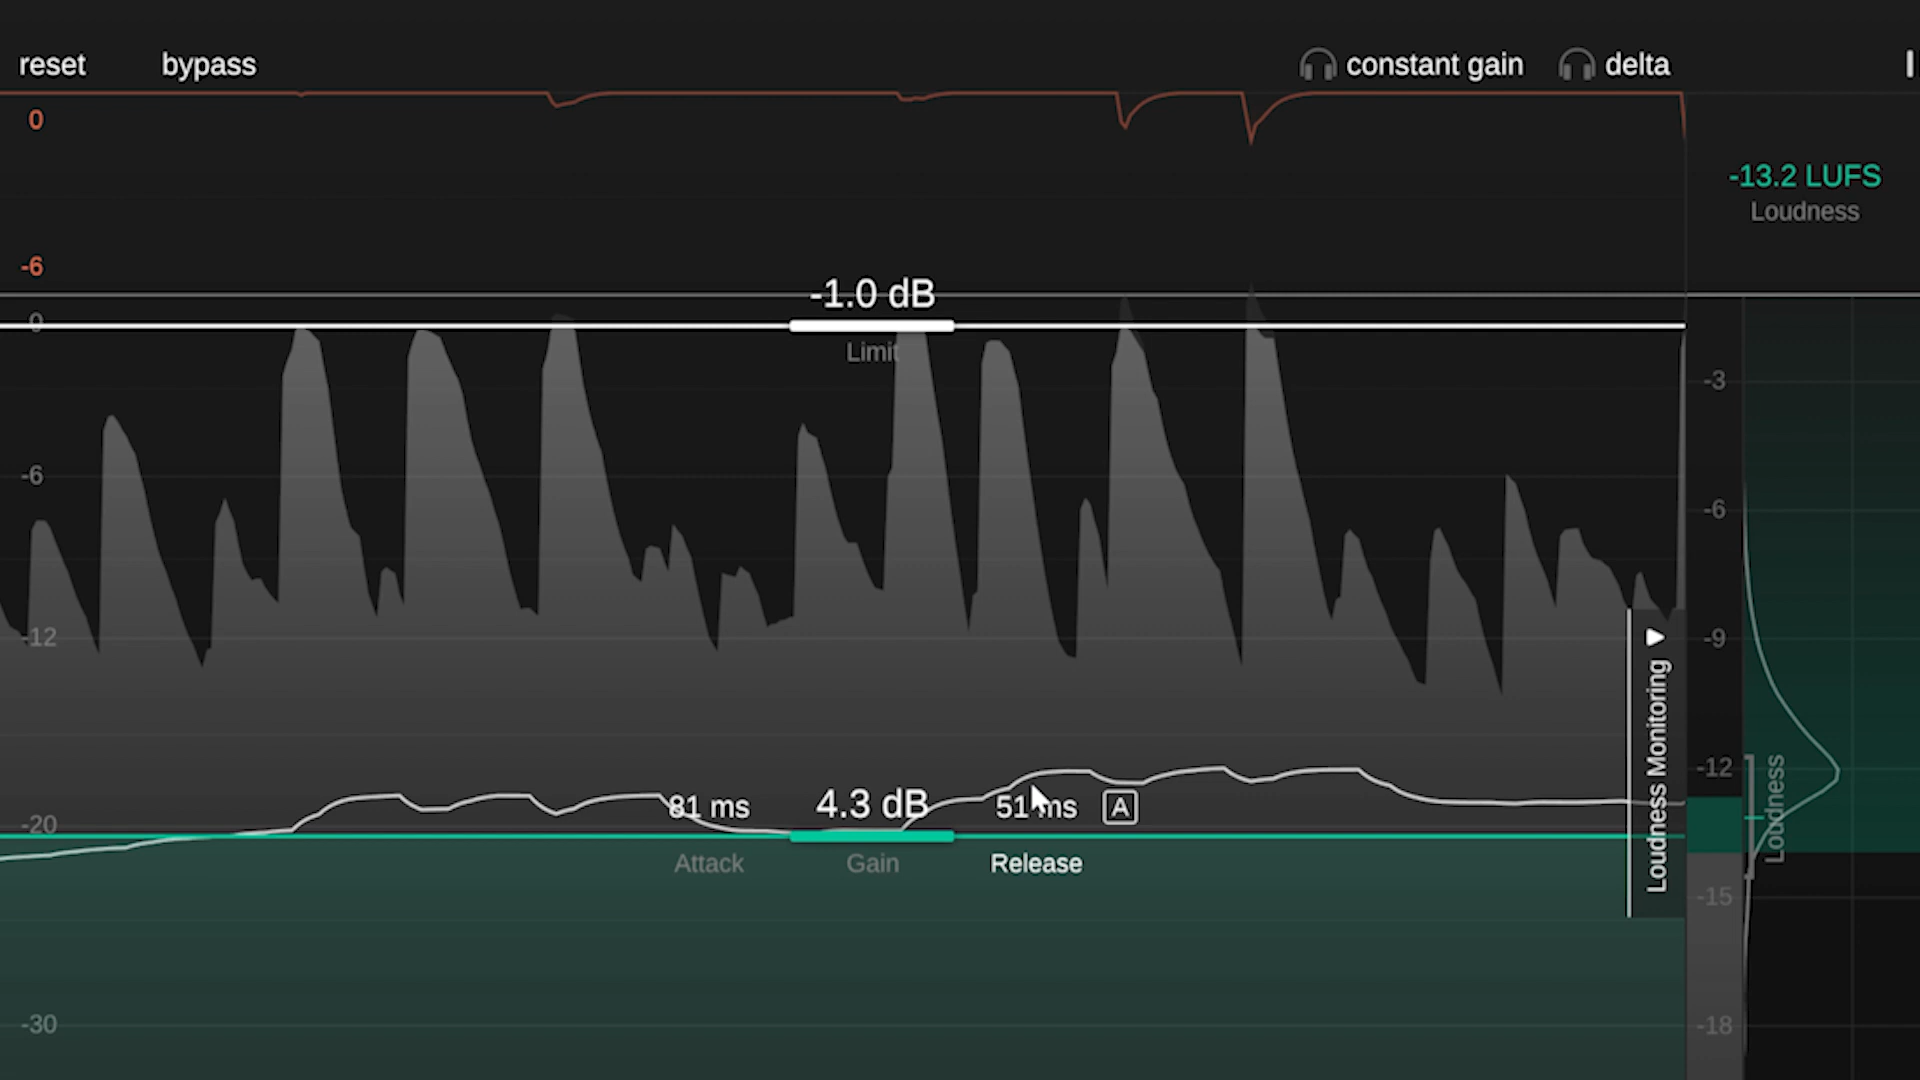 reset bypass constant gain delta
0
-13.2 LUFS
Loudness
-6
-1.0 dB
0
Limit
-3
-6
-6
-12
-9
Loudness Monitoring
-12
Loudness
81 ms 4.3 dB 51 ms A
-20
Attack Gain Release
-15
-30
-18